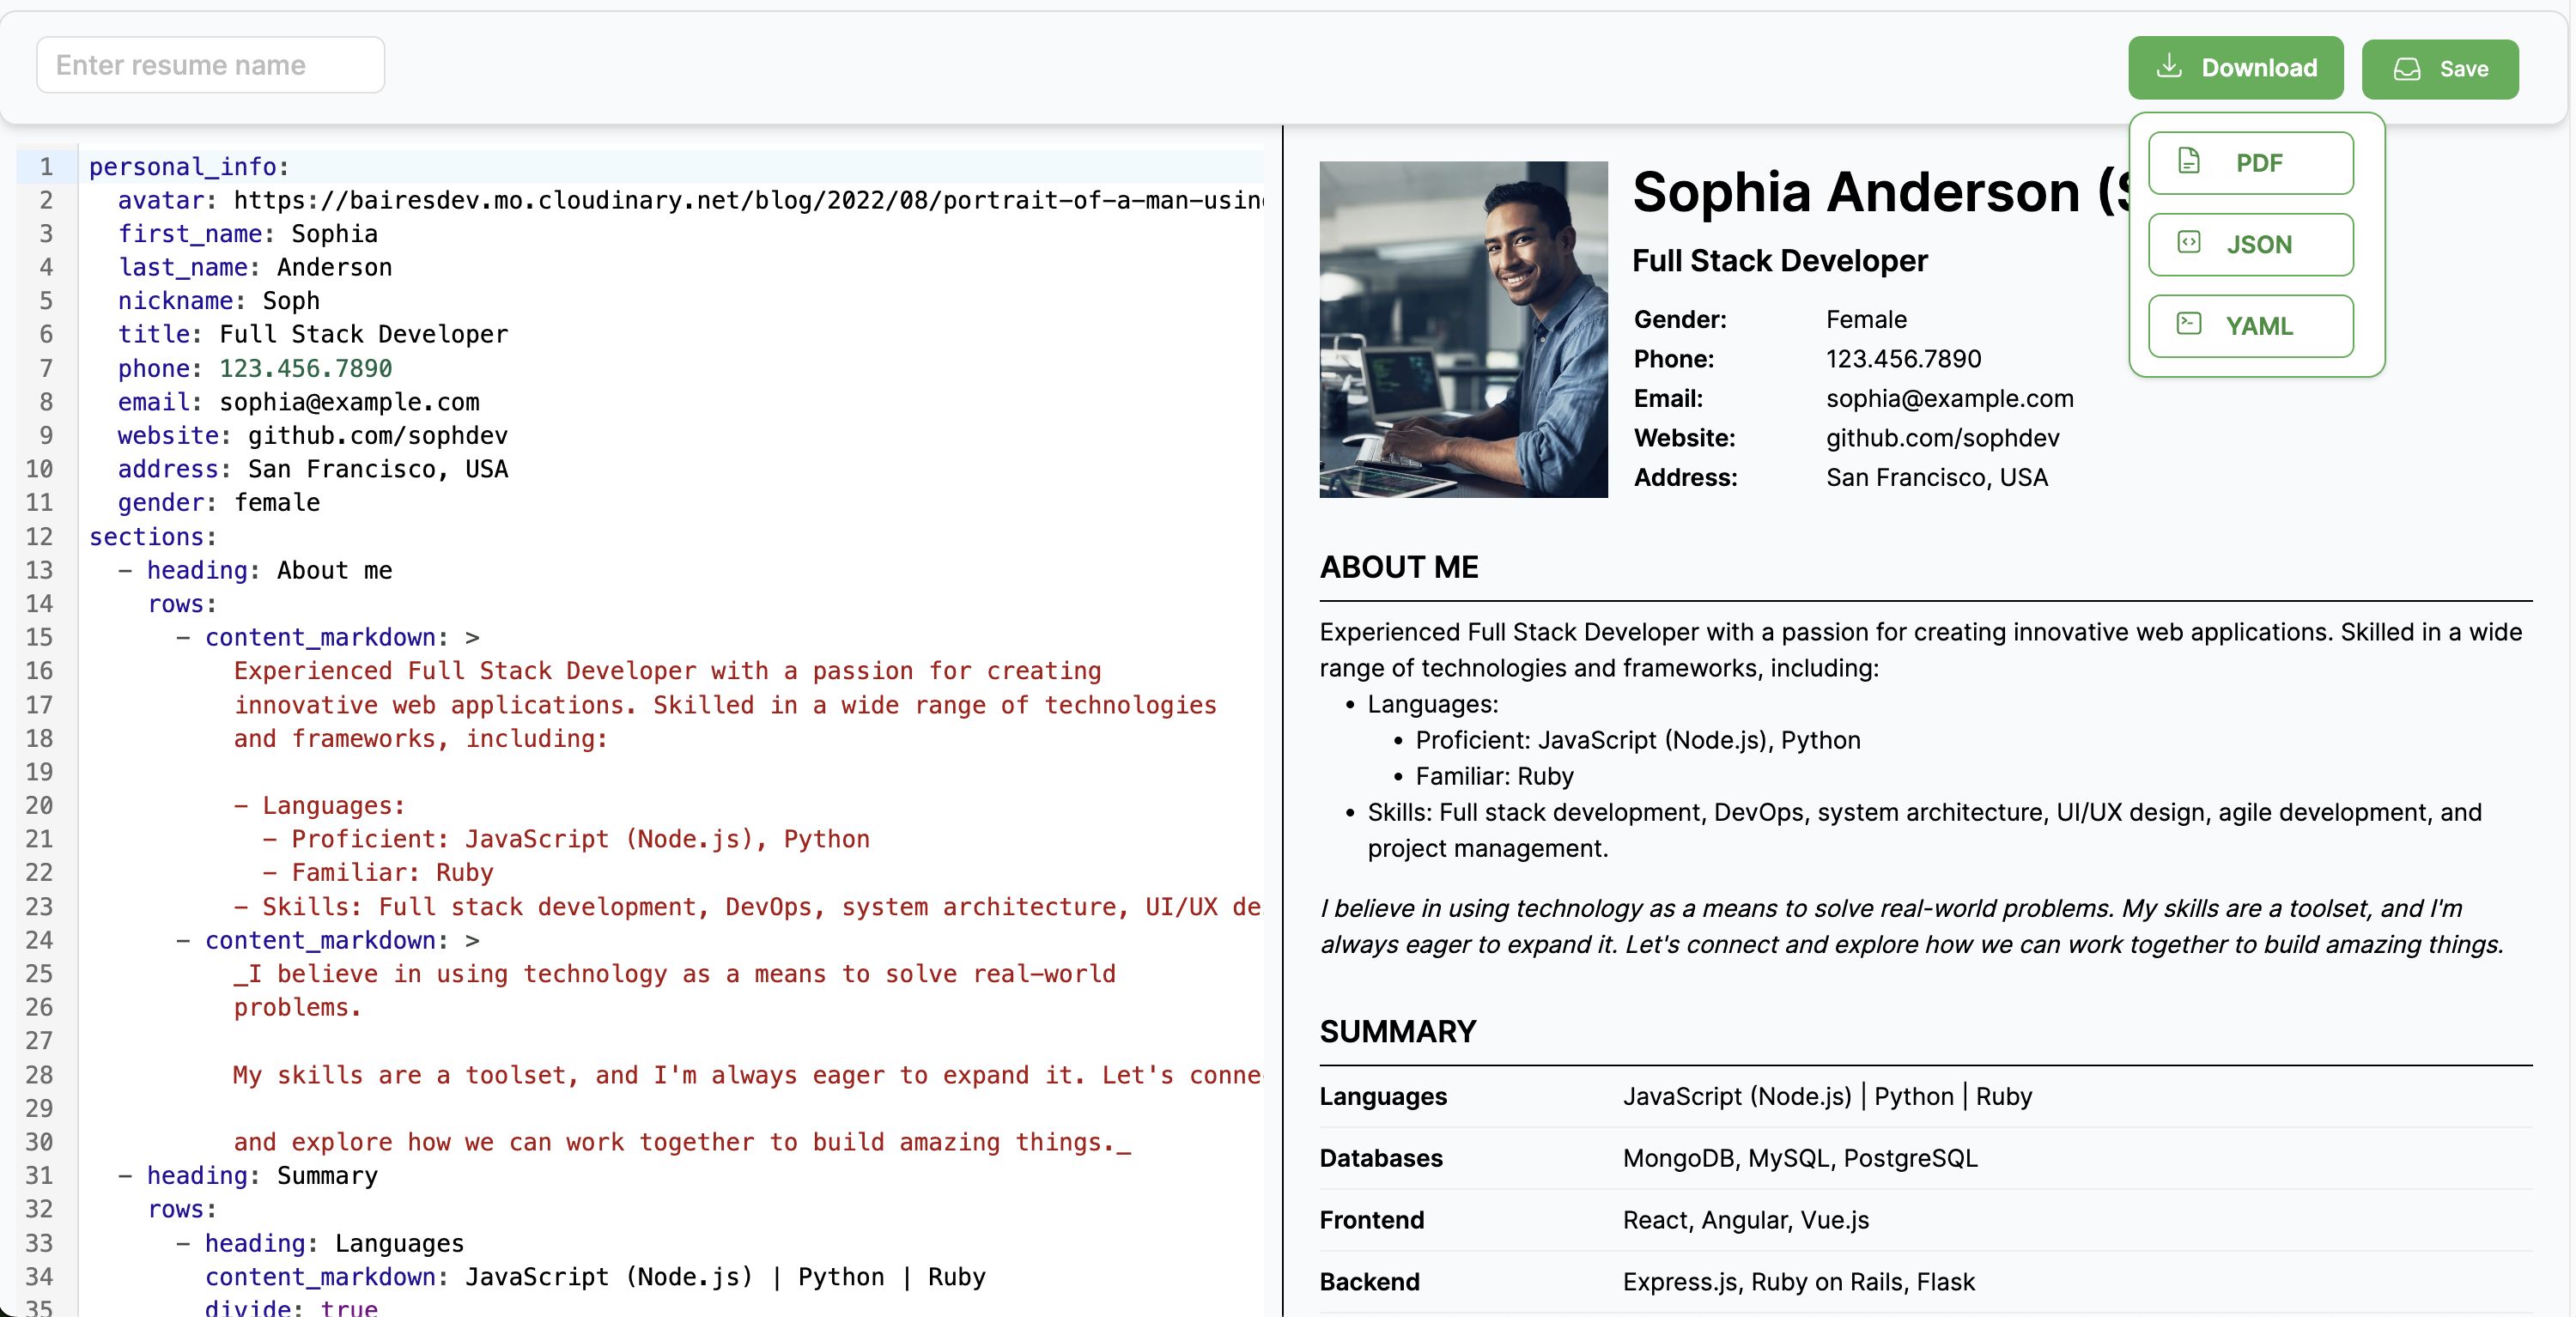 Enter resume name
Download
Save
PDF
JSON
YAML
1 personal_info:
2 avatar: https://bairesdev.mo.cloudinary.net/blog/2022/08/portrait-of-a-man-using
3 first_name: Sophia
4 last_name: Anderson
5 nickname: Soph
6 title: Full Stack Developer
7 phone: 123.456.7890
8 email: sophia@example.com
9 website: github.com/sophdev
10 address: San Francisco, USA
11 gender: female
12 sections:
13 - heading: About me
14 rows:
15 - content_markdown: >
16 Experienced Full Stack Developer with a passion for creating
17 innovative web applications. Skilled in a wide range of technologies
18 and frameworks, including:
19
20 - Languages:
21 - Proficient: JavaScript (Node.js), Python
22 - Familiar: Ruby
23 - Skills: Full stack development, DevOps, system architecture, UI/UX de
24 - content_markdown: >
25 _I believe in using technology as a means to solve real-world
26 problems.
27
28 My skills are a toolset, and I'm always eager to expand it. Let's conne
29
30 and explore how we can work together to build amazing things._
31 - heading: Summary
32 rows:
33 - heading: Languages
34 content_markdown: JavaScript (Node.js) | Python | Ruby
35 divide: true
Sophia Anderson (S
Full Stack Developer
Gender: Female
Phone: 123.456.7890
Email: sophia@example.com
Website: github.com/sophdev
Address: San Francisco, USA
ABOUT ME
Experienced Full Stack Developer with a passion for creating innovative web applications. Skilled in a wide
range of technologies and frameworks, including:
• Languages:
• Proficient: JavaScript (Node.js), Python
• Familiar: Ruby
• Skills: Full stack development, DevOps, system architecture, UI/UX design, agile development, and
project management.
I believe in using technology as a means to solve real-world problems. My skills are a toolset, and I'm
always eager to expand it. Let's connect and explore how we can work together to build amazing things.
SUMMARY
Languages JavaScript (Node.js) | Python | Ruby
Databases MongoDB, MySQL, PostgreSQL
Frontend React, Angular, Vue.js
Backend Express.js, Ruby on Rails, Flask